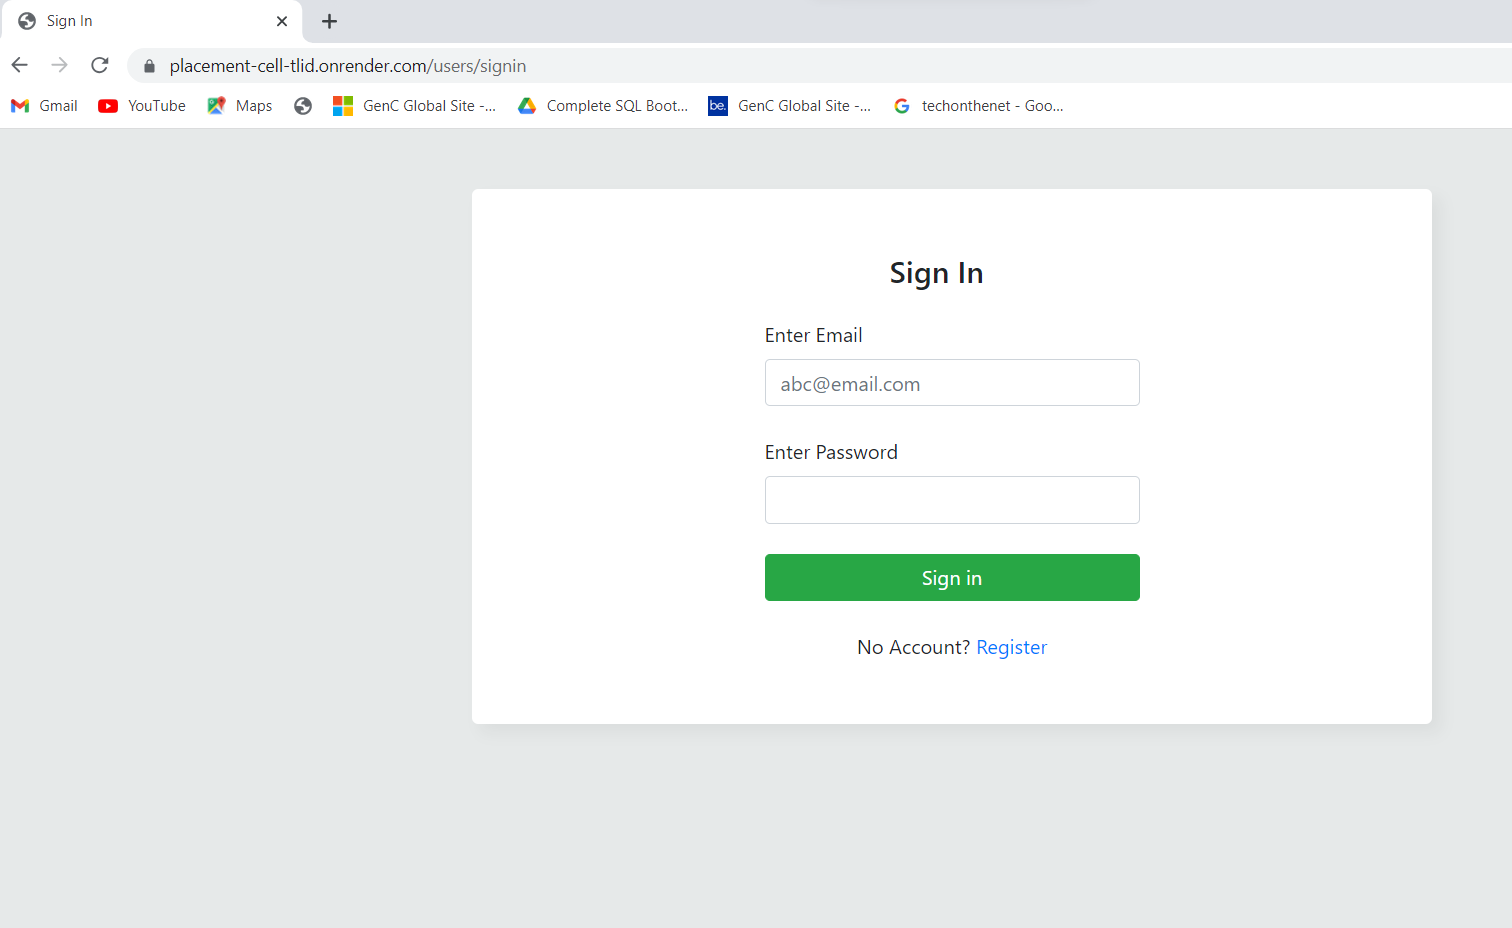 Sign In
placement-cell-tlid.onrender.com/users/signin
Gmail YouTube Maps GenC Global Site -... Complete SQL Boot... be. GenC Global Site -... techonthenet - Goo...
Sign In
Enter Email
abc@email.com
Enter Password
Sign in
No Account? Register